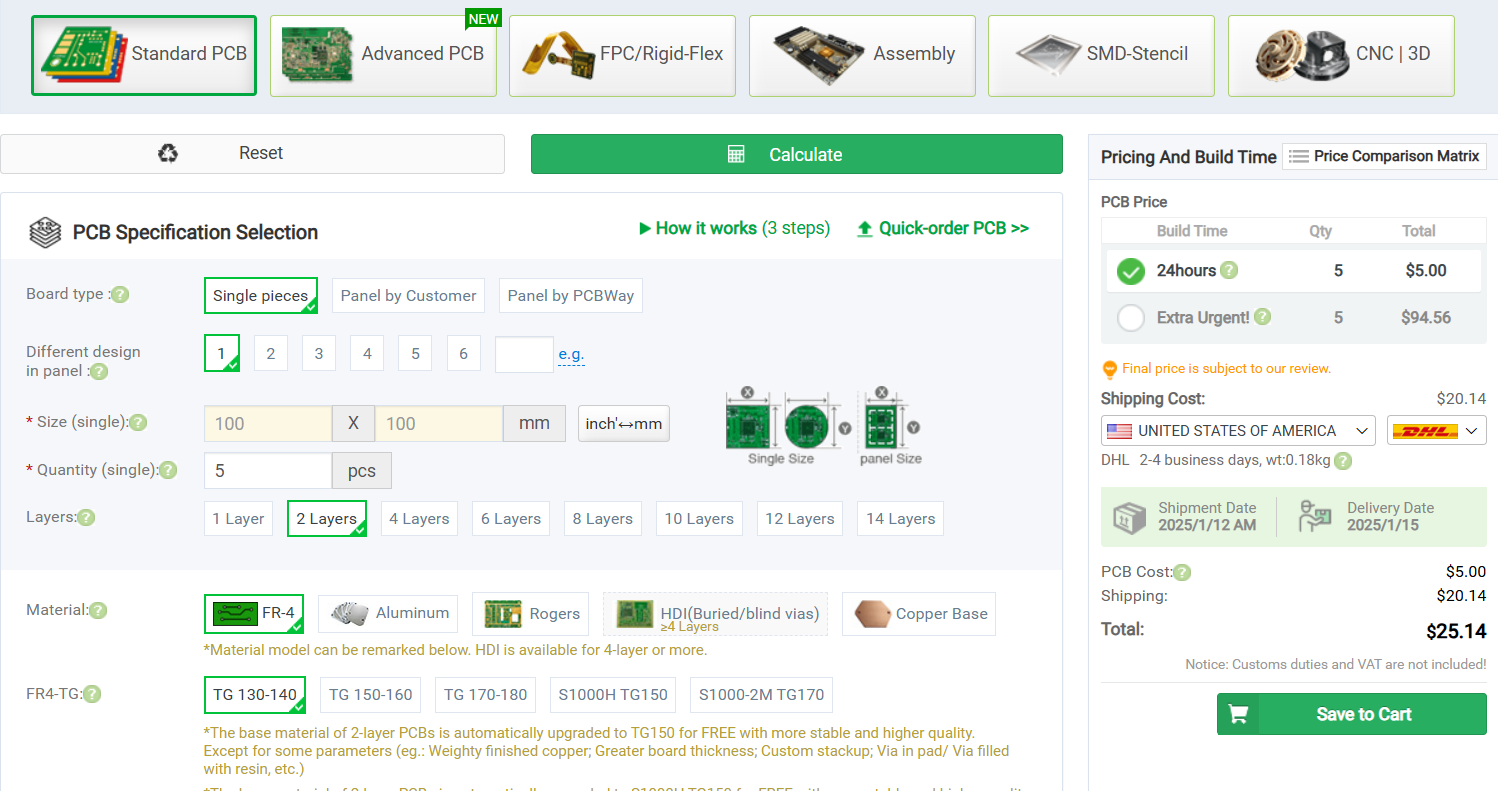 NEW
Standard PCB
Advanced PCB
FPC/Rigid-Flex
Assembly
SMD-Stencil
CNC | 3D
Reset
Calculate
PCB Specification Selection
How it works (3 steps)
Quick-order PCB >>
Board type :?
Single pieces
Panel by Customer
Panel by PCBWay
Different design
in panel :?
1
2
3
4
5
6
e.g.
* Size (single):?
100
X
100
mm
inch'↔mm
X
Y
Single Size
X
Y
panel Size
* Quantity (single):?
5
pcs
Layers:?
1 Layer
2 Layers
4 Layers
6 Layers
8 Layers
10 Layers
12 Layers
14 Layers
Material:?
FR-4
Aluminum
Rogers
HDI(Buried/blind vias)
≥4 Layers
Copper Base
*Material model can be remarked below. HDI is available for 4-layer or more.
FR4-TG:?
TG 130-140
TG 150-160
TG 170-180
S1000H TG150
S1000-2M TG170
*The base material of 2-layer PCBs is automatically upgraded to TG150 for FREE with more stable and higher quality.
Except for some parameters (eg.: Weighty finished copper; Greater board thickness; Custom stackup; Via in pad/ Via filled
with resin, etc.)
Pricing And Build Time
Price Comparison Matrix
PCB Price
Build Time Qty Total
24hours ? 5 $5.00
Extra Urgent! ? 5 $94.56
Final price is subject to our review.
Shipping Cost: $20.14
UNITED STATES OF AMERICA
DHL
DHL 2-4 business days, wt:0.18kg ?
Shipment Date
2025/1/12 AM
Delivery Date
2025/1/15
PCB Cost:? $5.00
Shipping: $20.14
Total: $25.14
Notice: Customs duties and VAT are not included!
Save to Cart